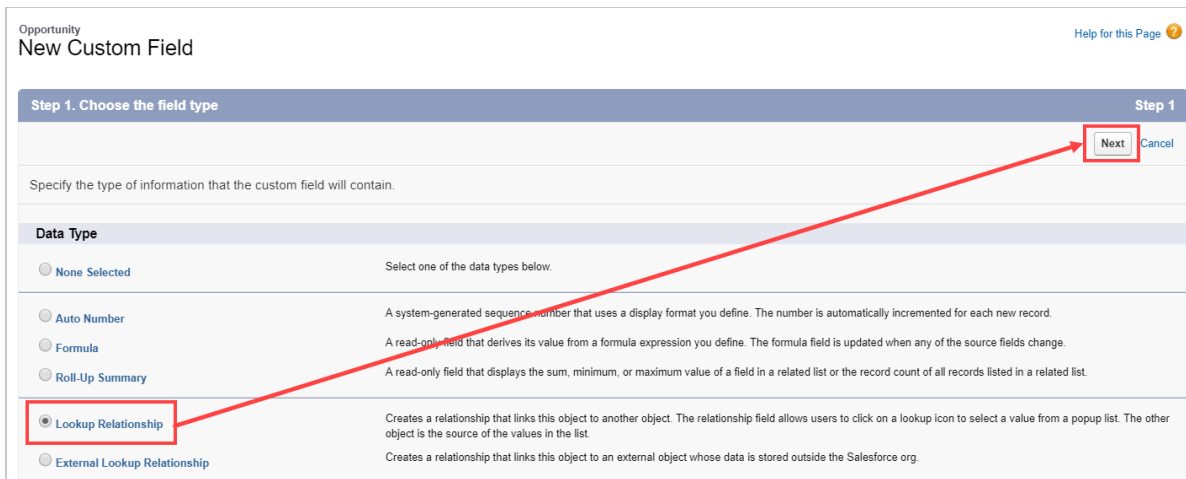 Opportunity
New Custom Field
Help for this Page
?
Step 1. Choose the field type
Step 1
Next
Cancel
Specify the type of information that the custom field will contain.
Data Type
None Selected
Select one of the data types below.
Auto Number
A system-generated sequence number that uses a display format you define. The number is automatically incremented for each new record.
Formula
A read-only field that derives its value from a formula expression you define. The formula field is updated when any of the source fields change.
Roll-Up Summary
A read-only field that displays the sum, minimum, or maximum value of a field in a related list or the record count of all records listed in a related list.
Lookup Relationship
Creates a relationship that links this object to another object. The relationship field allows users to click on a lookup icon to select a value from a popup list. The other
object is the source of the values in the list.
External Lookup Relationship
Creates a relationship that links this object to an external object whose data is stored outside the Salesforce org.